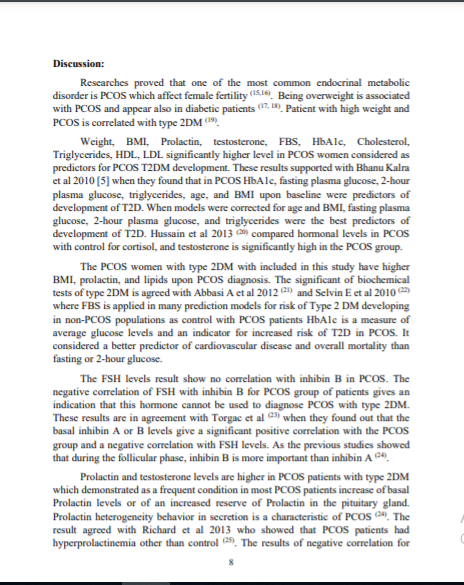 Discussion:
Researches proved that one of the most common endocrinal metabolic
disorder is PCOS which affect female fertility (15,16). Being overweight is associated
with PCOS and appear also in diabetic patients (17, 18). Patient with high weight and
PCOS is correlated with type 2DM (19).
Weight, BMI, Prolactin, testosterone, FBS, HbA1c, Cholesterol,
Triglycerides, HDL, LDL significantly higher level in PCOS women considered as
predictors for PCOS T2DM development. These results supported with Bhanu Kalra
et al 2010 [5] when they found that in PCOS HbA1c, fasting plasma glucose, 2-hour
plasma glucose, triglycerides, age, and BMI upon baseline were predictors of
development of T2D. When models were corrected for age and BMI, fasting plasma
glucose, 2-hour plasma glucose, and triglycerides were the best predictors of
development of T2D. Hussain et al 2013 (20) compared hormonal levels in PCOS
with control for cortisol, and testosterone is significantly high in the PCOS group.
The PCOS women with type 2DM with included in this study have higher
BMI, prolactin, and lipids upon PCOS diagnosis. The significant of biochemical
tests of type 2DM is agreed with Abbasi A et al 2012 (21) and Selvin E et al 2010 (22)
where FBS is applied in many prediction models for risk of Type 2 DM developing
in non-PCOS populations as control with PCOS patients HbA1c is a measure of
average glucose levels and an indicator for increased risk of T2D in PCOS. It
considered a better predictor of cardiovascular disease and overall mortality than
fasting or 2-hour glucose.
The FSH levels result show no correlation with inhibin B in PCOS. The
negative correlation of FSH with inhibin B for PCOS group of patients gives an
indication that this hormone cannot be used to diagnose PCOS with type 2DM.
These results are in agreement with Torgac et al (23) when they found out that the
basal inhibin A or B levels give a significant positive correlation with the PCOS
group and a negative correlation with FSH levels. As the previous studies showed
that during the follicular phase, inhibin B is more important than inhibin A (24).
Prolactin and testosterone levels are higher in PCOS patients with type 2DM
which demonstrated as a frequent condition in most PCOS patients increase of basal
Prolactin levels or of an increased reserve of Prolactin in the pituitary gland.
Prolactin heterogeneity behavior in secretion is a characteristic of PCOS (24). The
result agreed with Richard et al 2013 who showed that PCOS patients had
hyperprolactinemia other than control (25). The results of negative correlation for
8